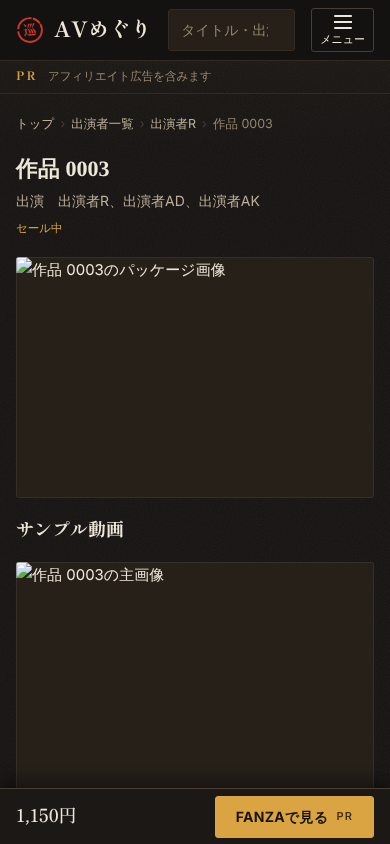 巡 AVめぐり
タイトル・出
メニュー
PR アフィリエイト広告を含みます
トップ › 出演者一覧 › 出演者R › 作品 0003
作品 0003
出演 出演者R、出演者AD、出演者AK
セール中
作品 0003のパッケージ画像
サンプル動画
作品 0003の主画像
1,150円
FANZAで見る PR